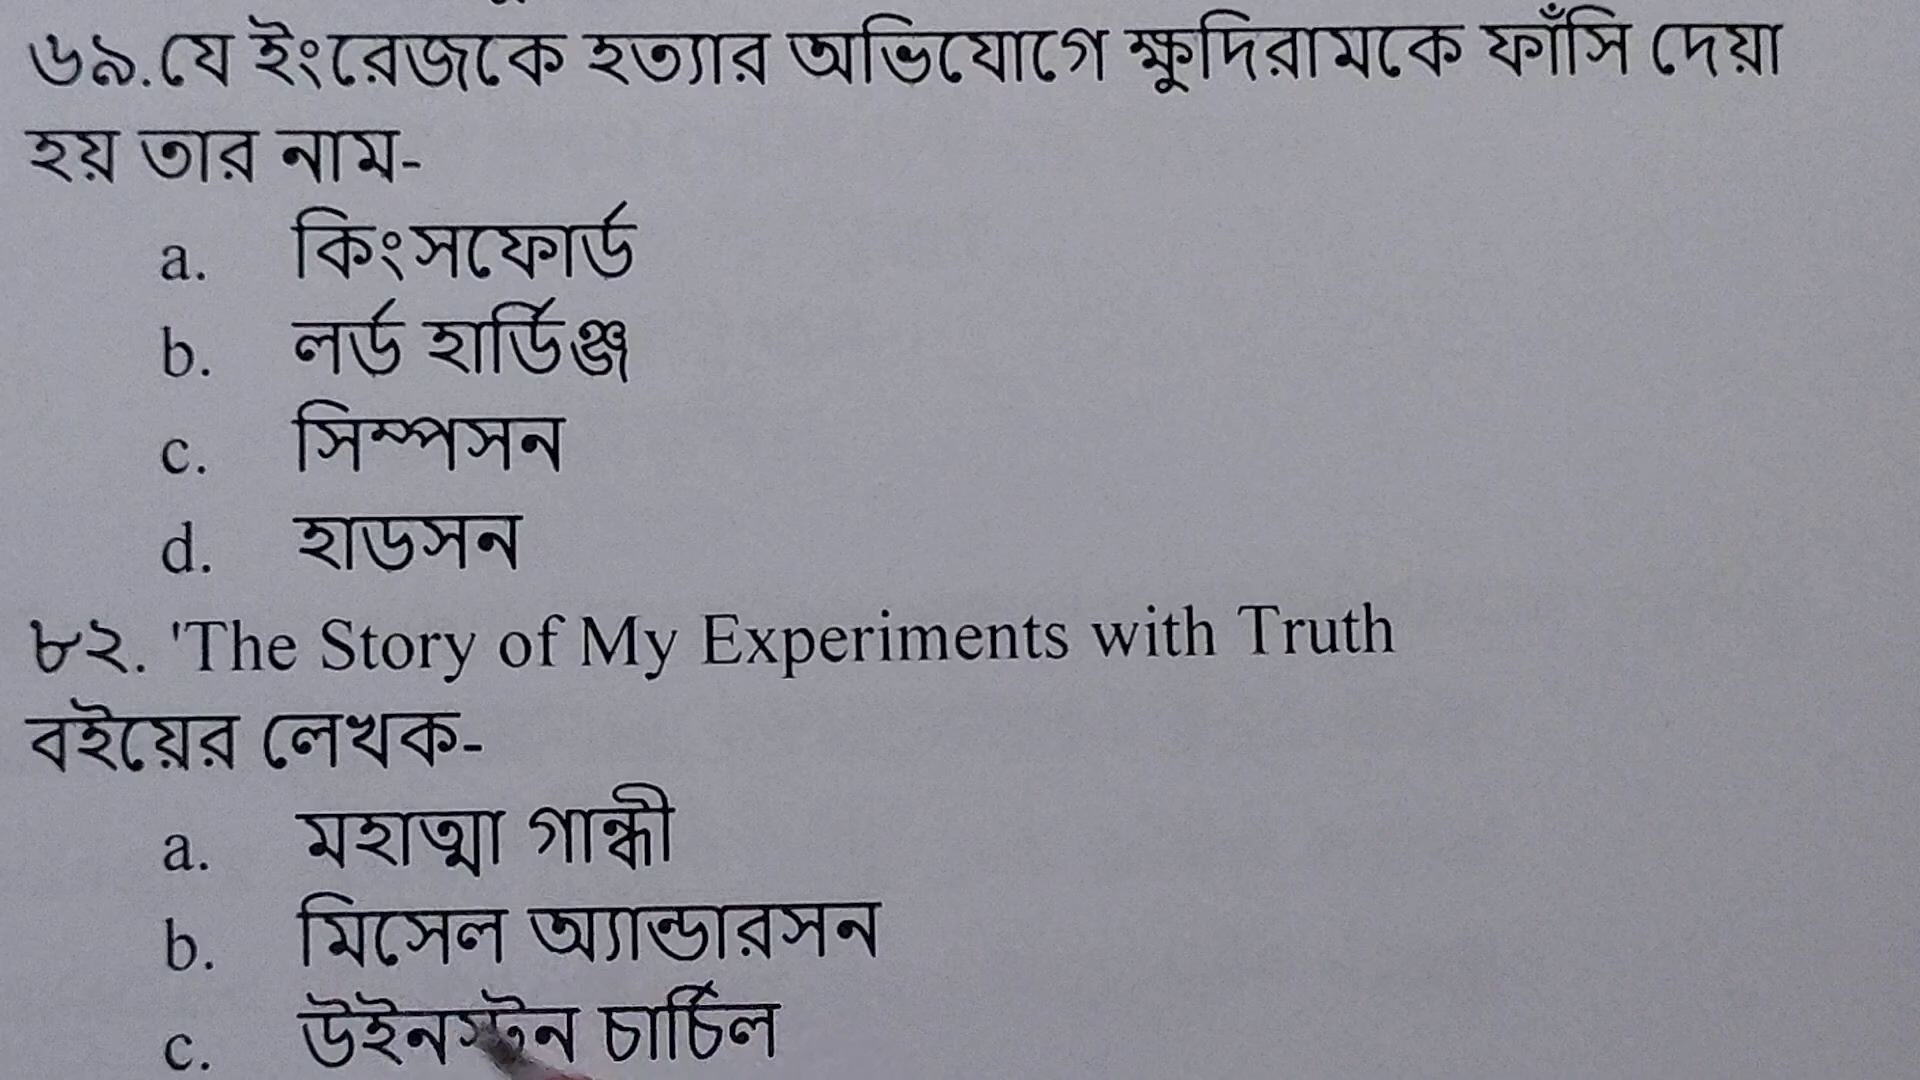 ৬৯.যে ইংরেজকে হত্যার অভিযোগে ক্ষুদিরামকে ফাঁসি দেয়া
হয় তার নাম-
a. কিংসফোর্ড
b. লর্ড হার্ডিঞ্জ
c. সিম্পসন
d. হাডসন
৮২. 'The Story of My Experiments with Truth
বইয়ের লেখক-
a. মহাত্মা গান্ধী
b. মিসেল অ্যান্ডারসন
c. উইনস্টন চার্চিল